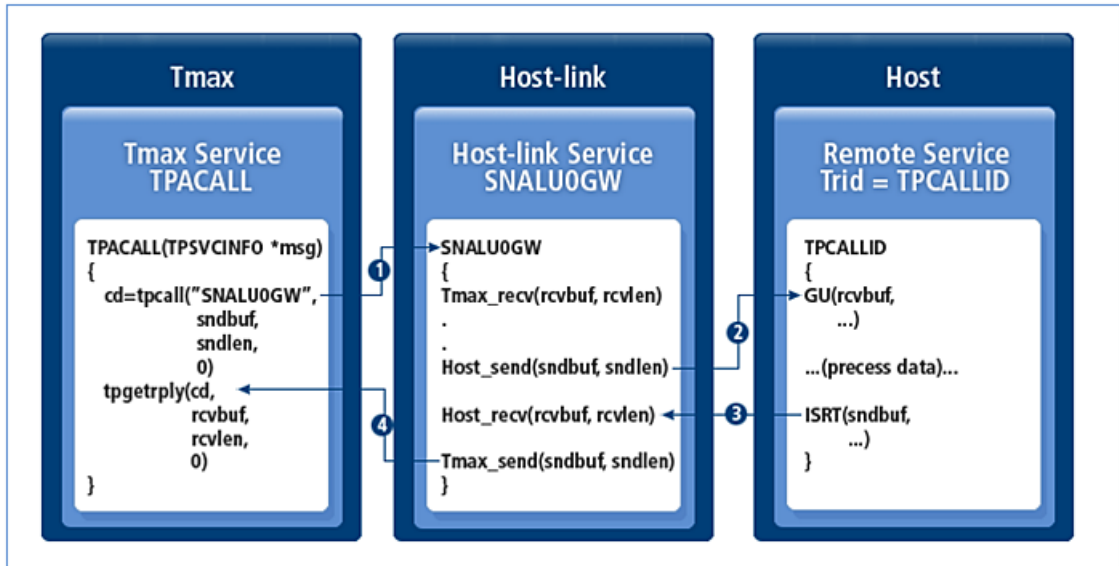 Tmax
Tmax Service
TPACALL
TPACALL(TPSVCINFO *msg)
{
cd=tpcall("SNALU0GW",
sndbuf,
sndlen,
0)
tpgetrply(cd,
rcvbuf,
rcvlen,
0)
}
1
4
Host-link
Host-link Service
SNALU0GW
SNALU0GW
{
Tmax_recv(rcvbuf, rcvlen)
.
.
Host_send(sndbuf, sndlen)
Host_recv(rcvbuf, rcvlen)
Tmax_send(sndbuf, sndlen)
}
2
3
Host
Remote Service
Trid = TPCALLID
TPCALLID
{
GU(rcvbuf,
...)
...(precess data)...
ISRT(sndbuf,
...)
}